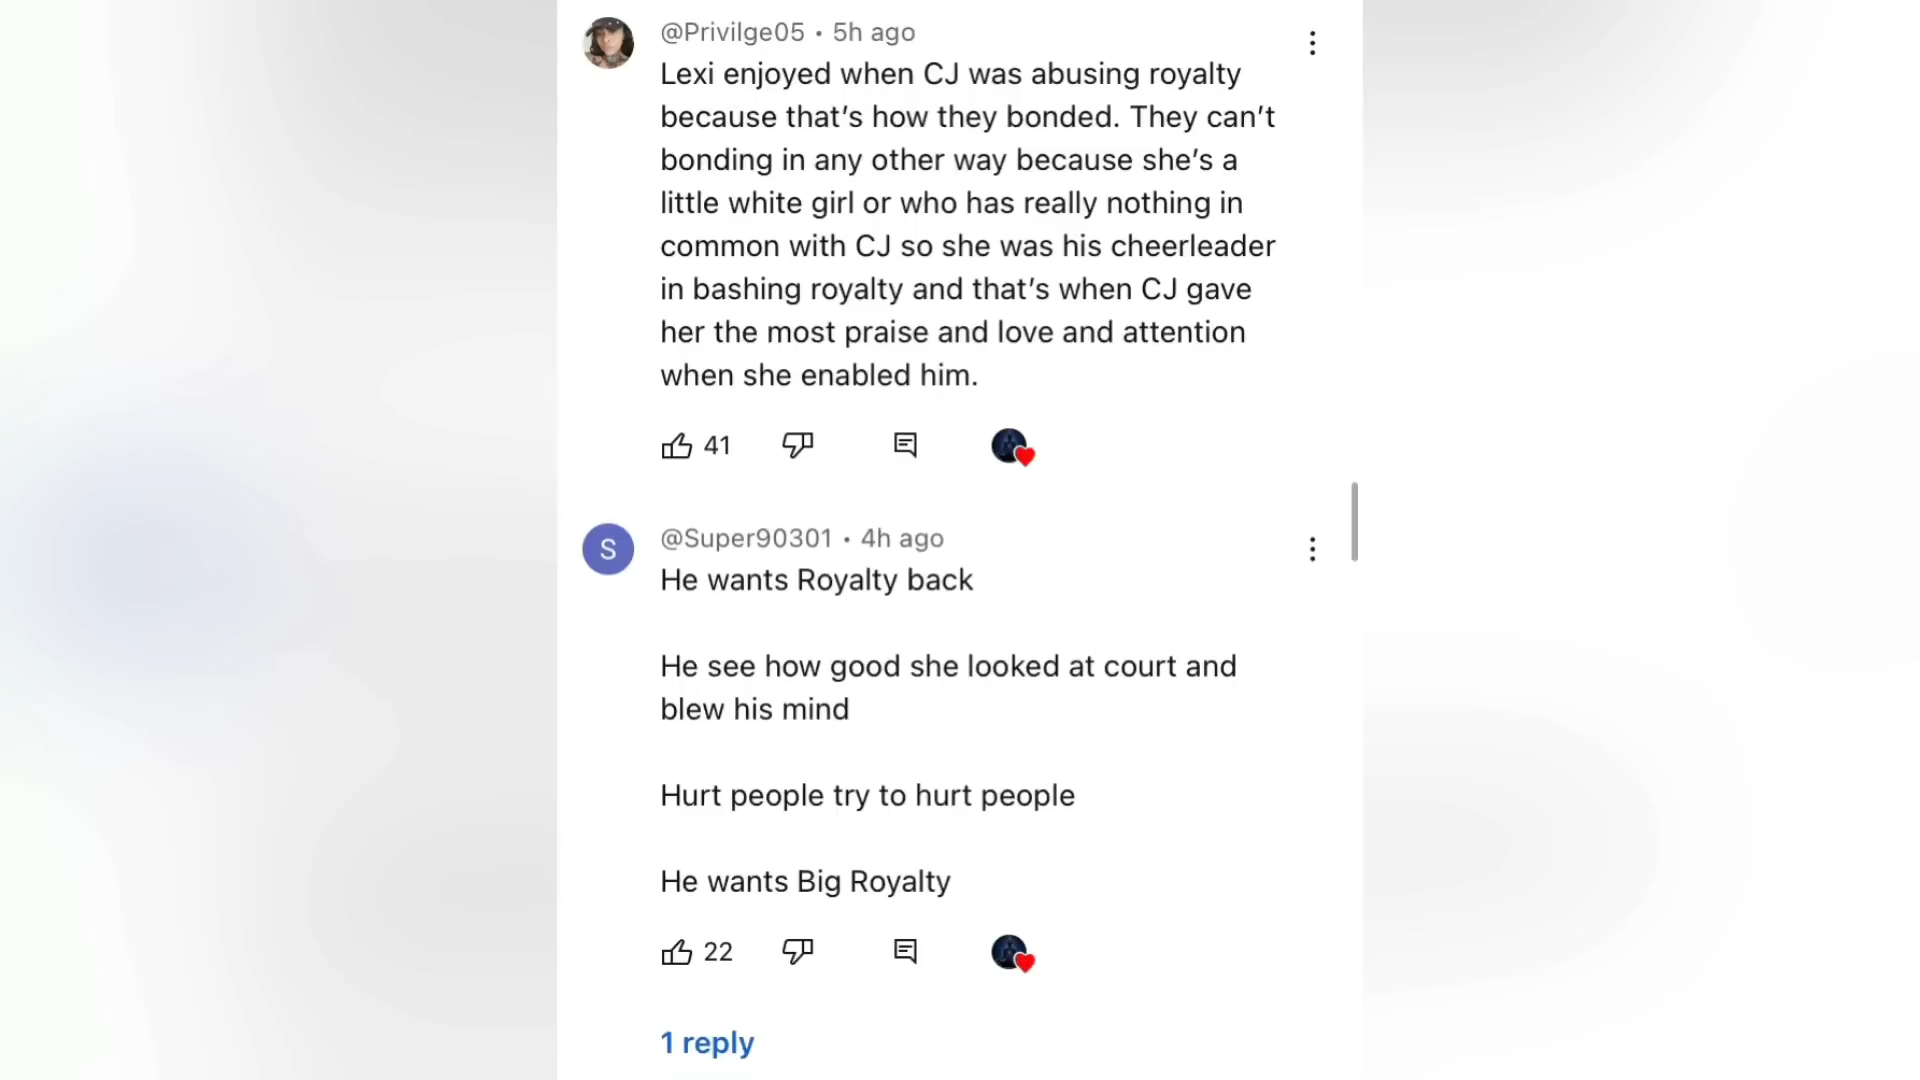 @Privilge05 • 5h ago
Lexi enjoyed when CJ was abusing royalty
because that’s how they bonded. They can’t
bonding in any other way because she’s a
little white girl or who has really nothing in
common with CJ so she was his cheerleader
in bashing royalty and that’s when CJ gave
her the most praise and love and attention
when she enabled him.
41
S
@Super90301 • 4h ago
He wants Royalty back
He see how good she looked at court and
blew his mind
Hurt people try to hurt people
He wants Big Royalty
22
1 reply